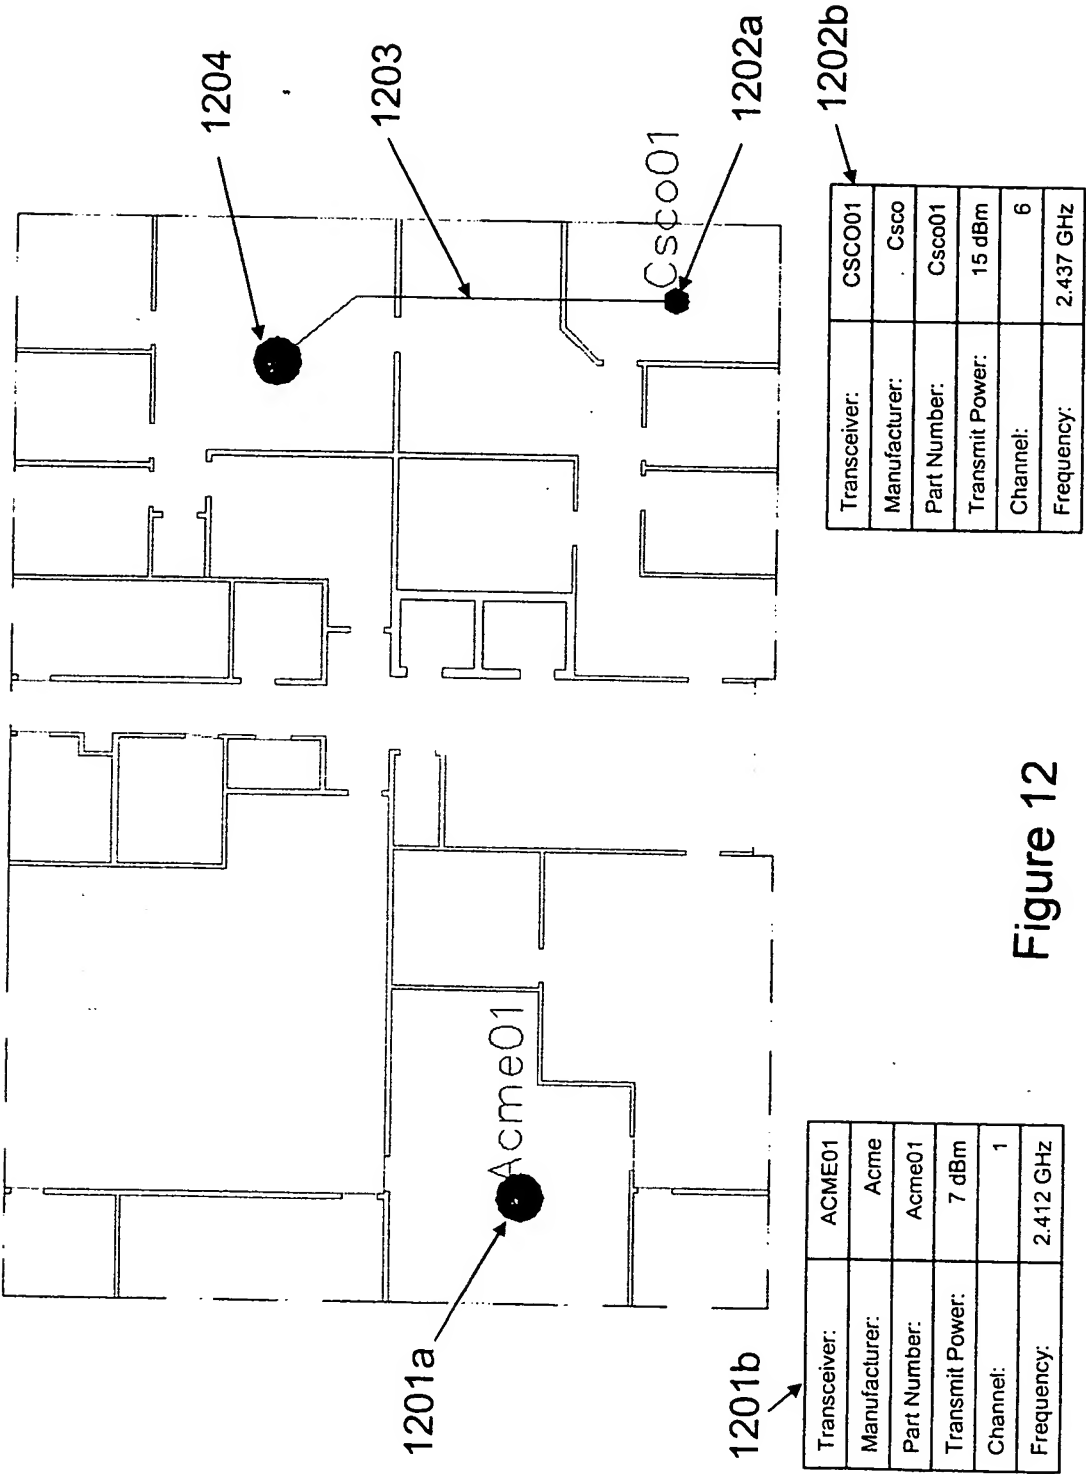 1204
1203
1202a
Csco01
1202b
Transceiver: CSCO01
Manufacturer: Csco
Part Number: Csco01
Transmit Power: 15 dBm
Channel: 6
Frequency: 2.437 GHz
Acme01
1201a
1201b
Transceiver: ACME01
Manufacturer: Acme
Part Number: Acme01
Transmit Power: 7 dBm
Channel: 1
Frequency: 2.412 GHz
Figure 12